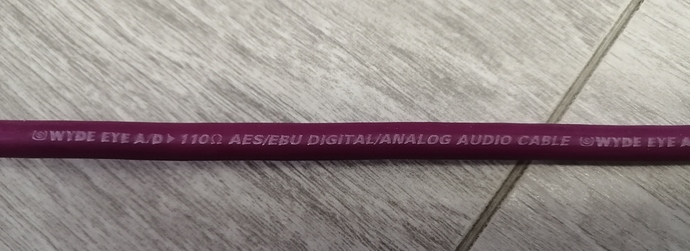 WYDE EYE A/D 110Ω AES/EBU DIGITAL/ANALOG AUDIO CABLE WYDE EYE A